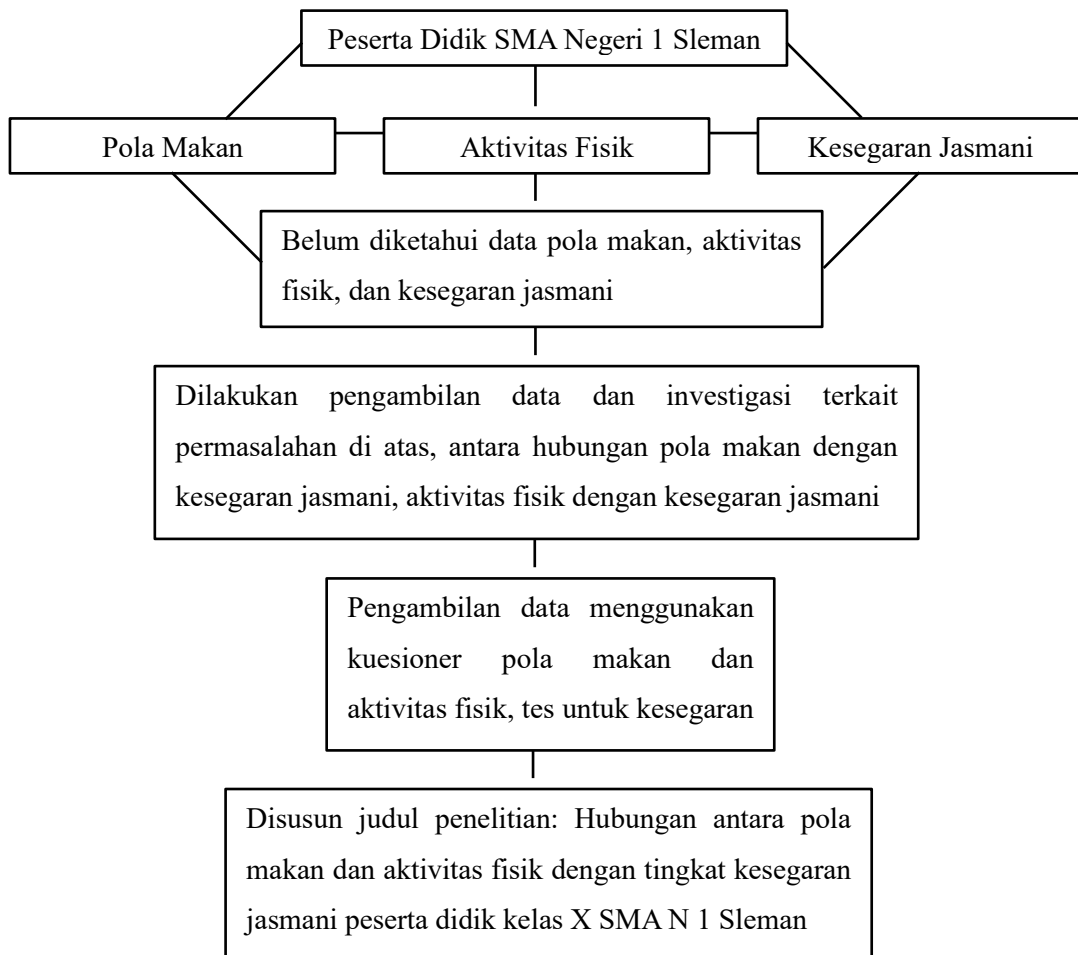 Peserta Didik SMA Negeri 1 Sleman
Pola Makan
Aktivitas Fisik
Kesegaran Jasmani
Belum diketahui data pola makan, aktivitas
fisik, dan kesegaran jasmani
Dilakukan pengambilan data dan investigasi terkait
permasalahan di atas, antara hubungan pola makan dengan
kesegaran jasmani, aktivitas fisik dengan kesegaran jasmani
Pengambilan data menggunakan
kuesioner pola makan dan
aktivitas fisik, tes untuk kesegaran
Disusun judul penelitian: Hubungan antara pola
makan dan aktivitas fisik dengan tingkat kesegaran
jasmani peserta didik kelas X SMA N 1 Sleman